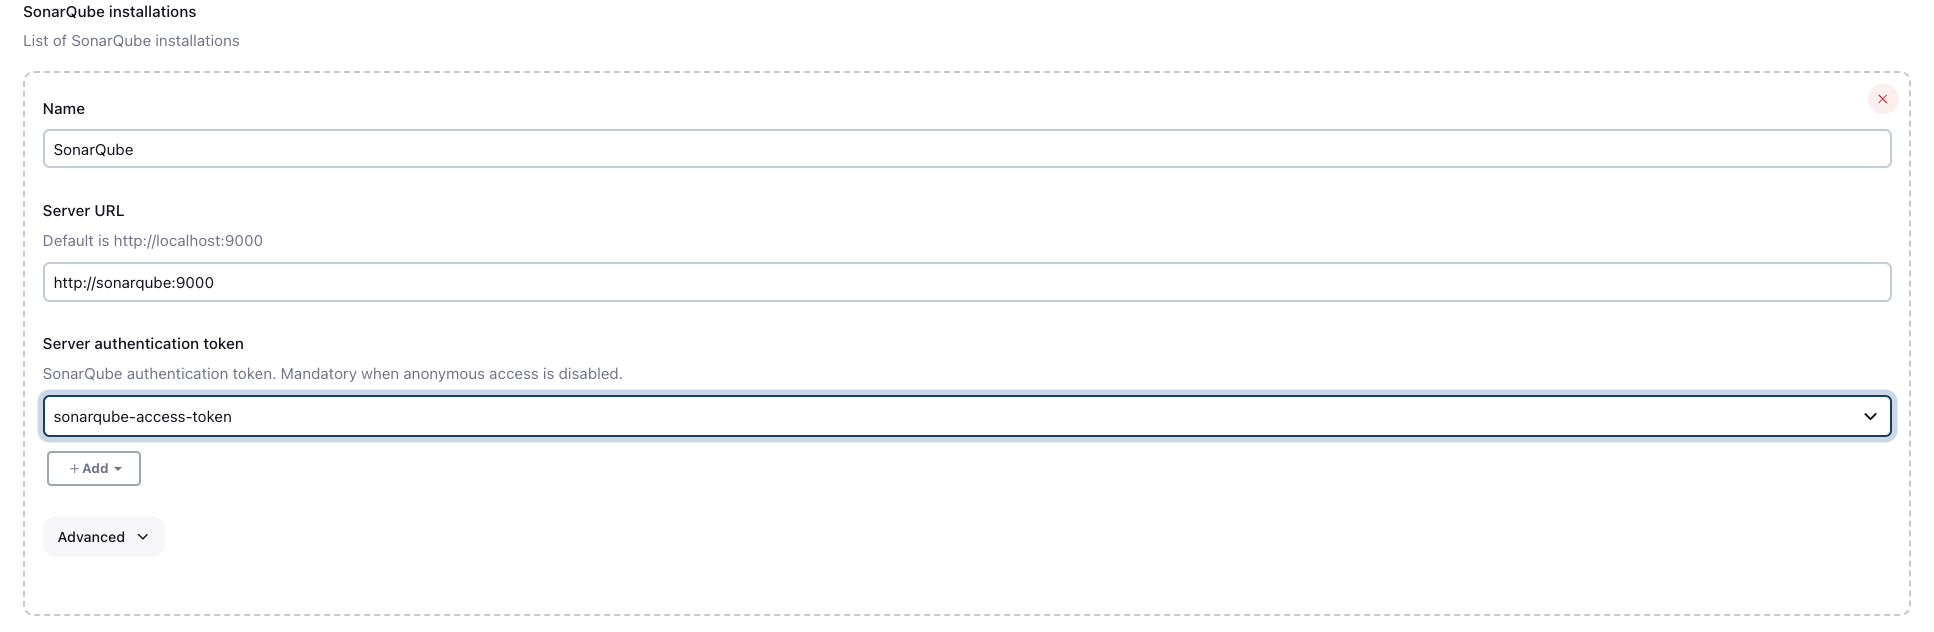 SonarQube installations
List of SonarQube installations
Name
SonarQube
Server URL
Default is http://localhost:9000
http://sonarqube:9000
Server authentication token
SonarQube authentication token. Mandatory when anonymous access is disabled.
sonarqube-access-token
+ Add
Advanced